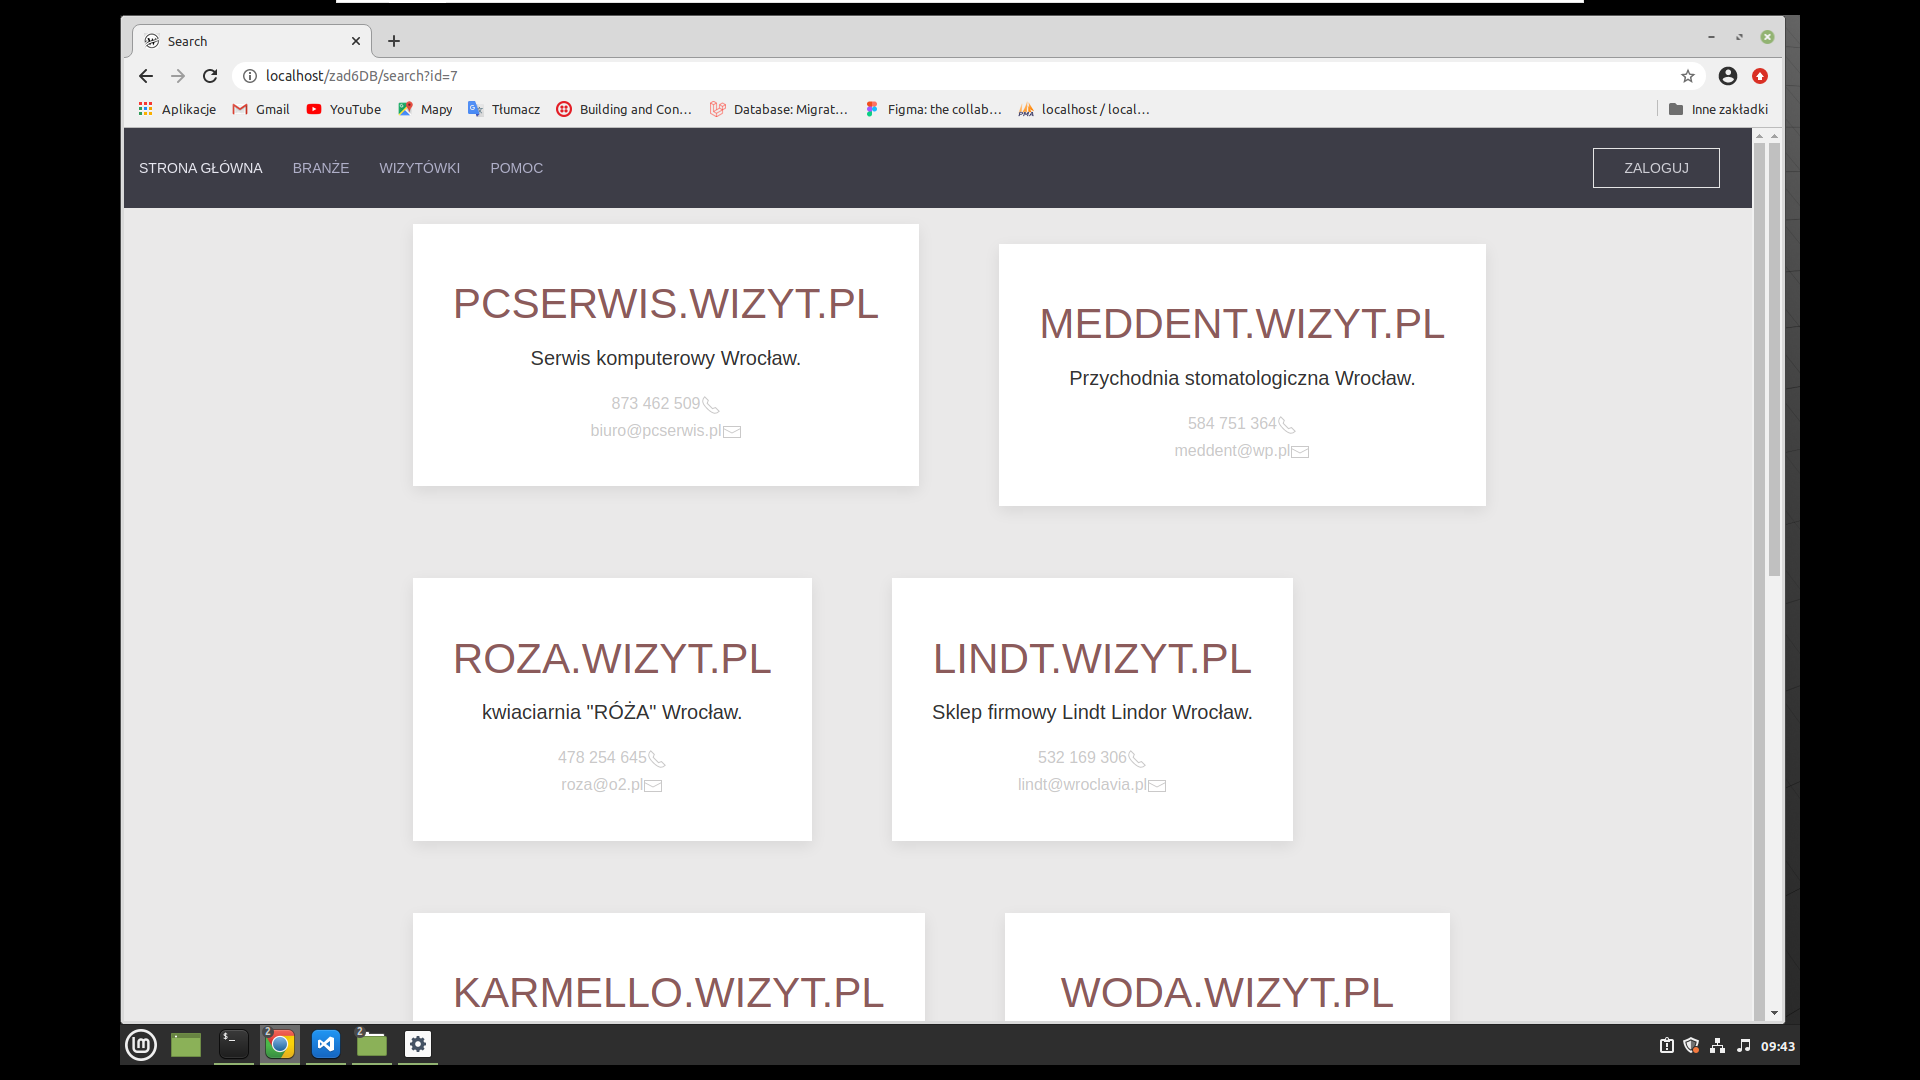 Search
localhost/zad6DB/search?id=7
Aplikacje Gmail YouTube Mapy Tłumacz Building and Con... Database: Migrat... Figma: the collab... localhost / local... Inne zakładki
STRONA GŁÓWNA BRANŻE WIZYTÓWKI POMOC ZALOGUJ
PCSERWIS.WIZYT.PL
Serwis komputerowy Wrocław.
873 462 509
biuro@pcserwis.pl
MEDDENT.WIZYT.PL
Przychodnia stomatologiczna Wrocław.
584 751 364
meddent@wp.pl
ROZA.WIZYT.PL
kwiaciarnia "RÓŻA" Wrocław.
478 254 645
roza@o2.pl
LINDT.WIZYT.PL
Sklep firmowy Lindt Lindor Wrocław.
532 169 306
lindt@wroclavia.pl
KARMELLO.WIZYT.PL
WODA.WIZYT.PL
2 2 09:43